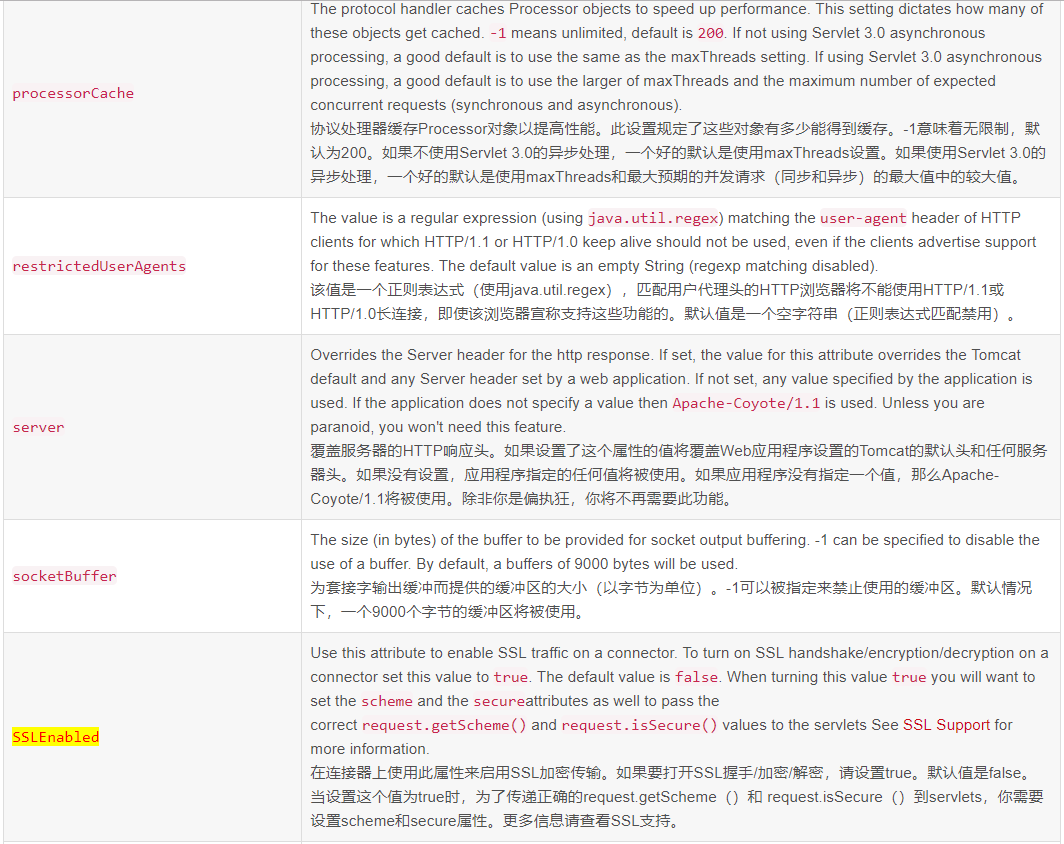 The protocol handler caches Processor objects to speed up performance. This setting dictates how many of
these objects get cached. -1 means unlimited, default is 200. If not using Servlet 3.0 asynchronous
processing, a good default is to use the same as the maxThreads setting. If using Servlet 3.0 asynchronous
processing, a good default is to use the larger of maxThreads and the maximum number of expected
processorCache
concurrent requests (synchronous and asynchronous).
协议处理器缓存Processor对象以提高性能。此设置规定了这些对象有多少能得到缓存。-1意味着无限制，默
认为200。如果不使用Servlet 3.0的异步处理，一个好的默认是使用maxThreads设置。如果使用Servlet 3.0的
异步处理，一个好的默认是使用maxThreads和最大预期的并发请求（同步和异步）的最大值中的较大值。
The value is a regular expression (using java.util.regex) matching the user-agent header of HTTP
clients for which HTTP/1.1 or HTTP/1.0 keep alive should not be used, even if the clients advertise support
restrictedUserAgents
for these features. The default value is an empty String (regexp matching disabled).
该值是一个正则表达式（使用java.util.regex），匹配用户代理头的HTTP浏览器将不能使用HTTP/1.1或
HTTP/1.0长连接，即使该浏览器宣称支持这些功能的。默认值是一个空字符串（正则表达式匹配禁用）。
Overrides the Server header for the http response. If set, the value for this attribute overrides the Tomcat
default and any Server header set by a web application. If not set, any value specified by the application is
used. If the application does not specify a value then Apache-Coyote/1.1 is used. Unless you are
server
paranoid, you won't need this feature.
覆盖服务器的HTTP响应头。如果设置了这个属性的值将覆盖Web应用程序设置的Tomcat的默认头和任何服务
器头。如果没有设置，应用程序指定的任何值将被使用。如果应用程序没有指定一个值，那么Apache-
Coyote/1.1将被使用。除非你是偏执狂，你将不再需要此功能。
The size (in bytes) of the buffer to be provided for socket output buffering. -1 can be specified to disable the
use of a buffer. By default, a buffers of 9000 bytes will be used.
socketBuffer
为套接字输出缓冲而提供的缓冲区的大小（以字节为单位）。-1可以被指定来禁止使用的缓冲区。默认情况
下，一个9000个字节的缓冲区将被使用。
Use this attribute to enable SSL traffic on a connector. To turn on SSL handshake/encryption/decryption on a
connector set this value to true. The default value is false. When turning this value true you will want to
set the scheme and the secureattributes as well to pass the
correct request.getScheme() and request.isSecure() values to the servlets See SSL Support for
SSLEnabled
more information.
在连接器上使用此属性来启用SSL加密传输。如果要打开SSL握手/加密/解密，请设置true。默认值是false。
当设置这个值为true时，为了传递正确的request.getScheme（）和 request.isSecure（）到servlets，你需要
设置scheme和secure属性。更多信息请查看SSL支持。